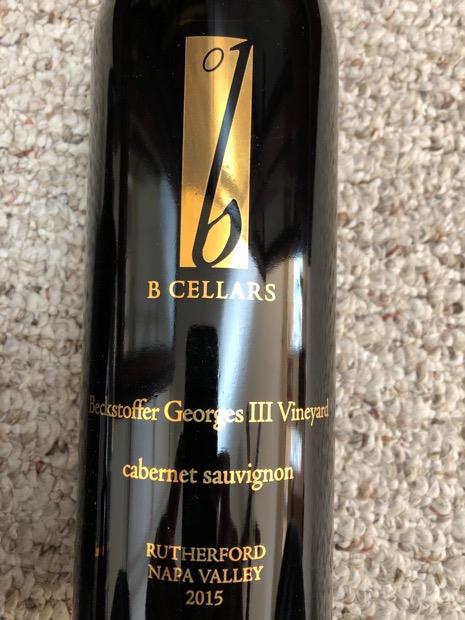 b
B CELLARS
Beckstoffer Georges III Vineyard
cabernet sauvignon
RUTHERFORD
NAPA VALLEY
2015